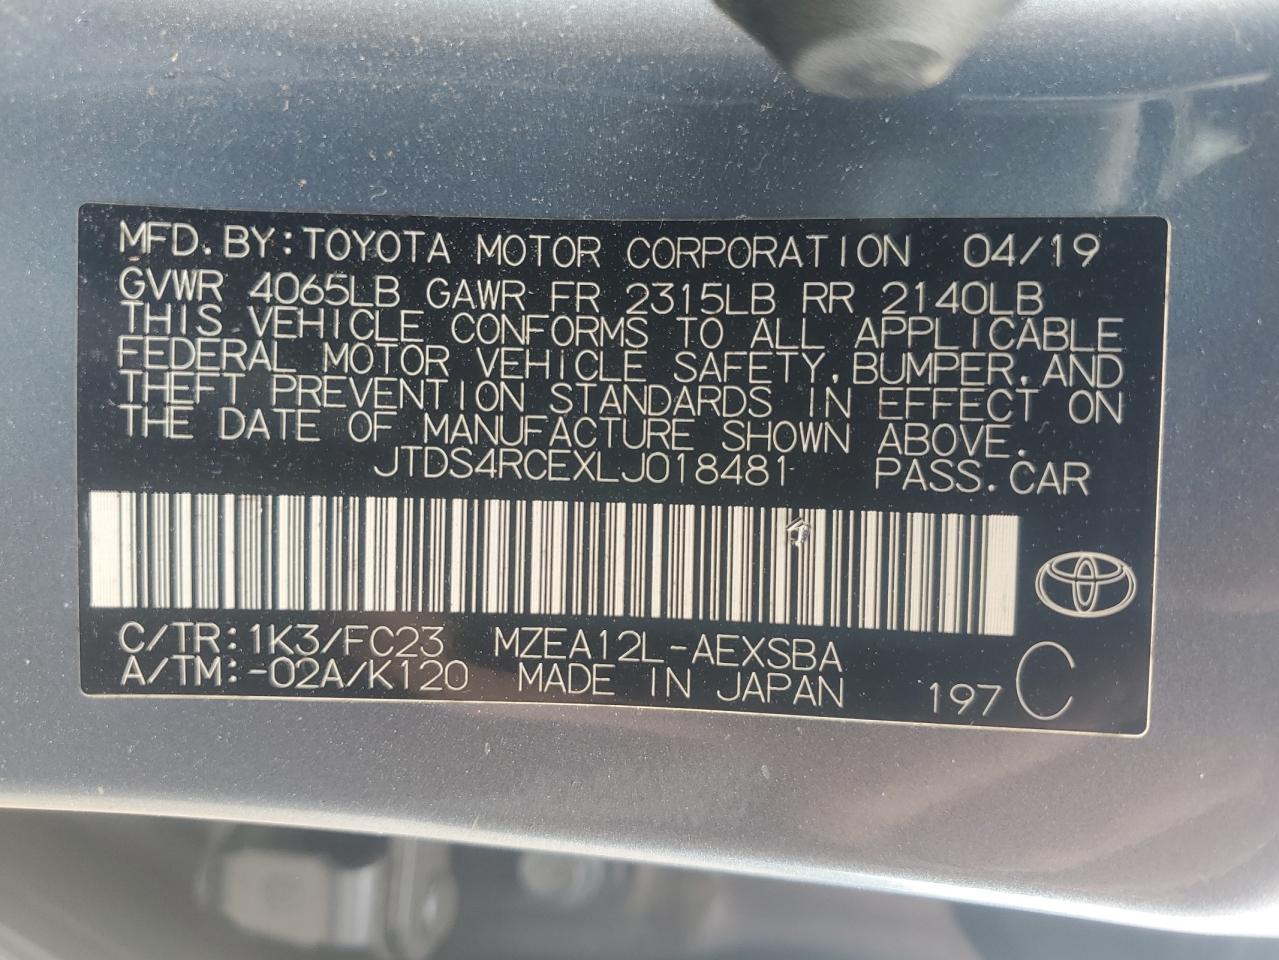 MFD.BY:TOYOTA MOTOR CORPORATION 04/19
GVWR 4065LB GAWR FR 2315LB RR 2140LB
THIS VEHICLE CONFORMS TO ALL APPLICABLE
FEDERAL MOTOR VEHICLE SAFETY,BUMPER,AND
THEFT PREVENTION STANDARDS IN EFFECT ON
THE DATE OF MANUFACTURE SHOWN ABOVE.
JTDS4RCEXLJ018481 PASS.CAR
C/TR:1K3/FC23 MZEA12L-AEXSBA
A/TM:-02A/K120 MADE IN JAPAN 197 C